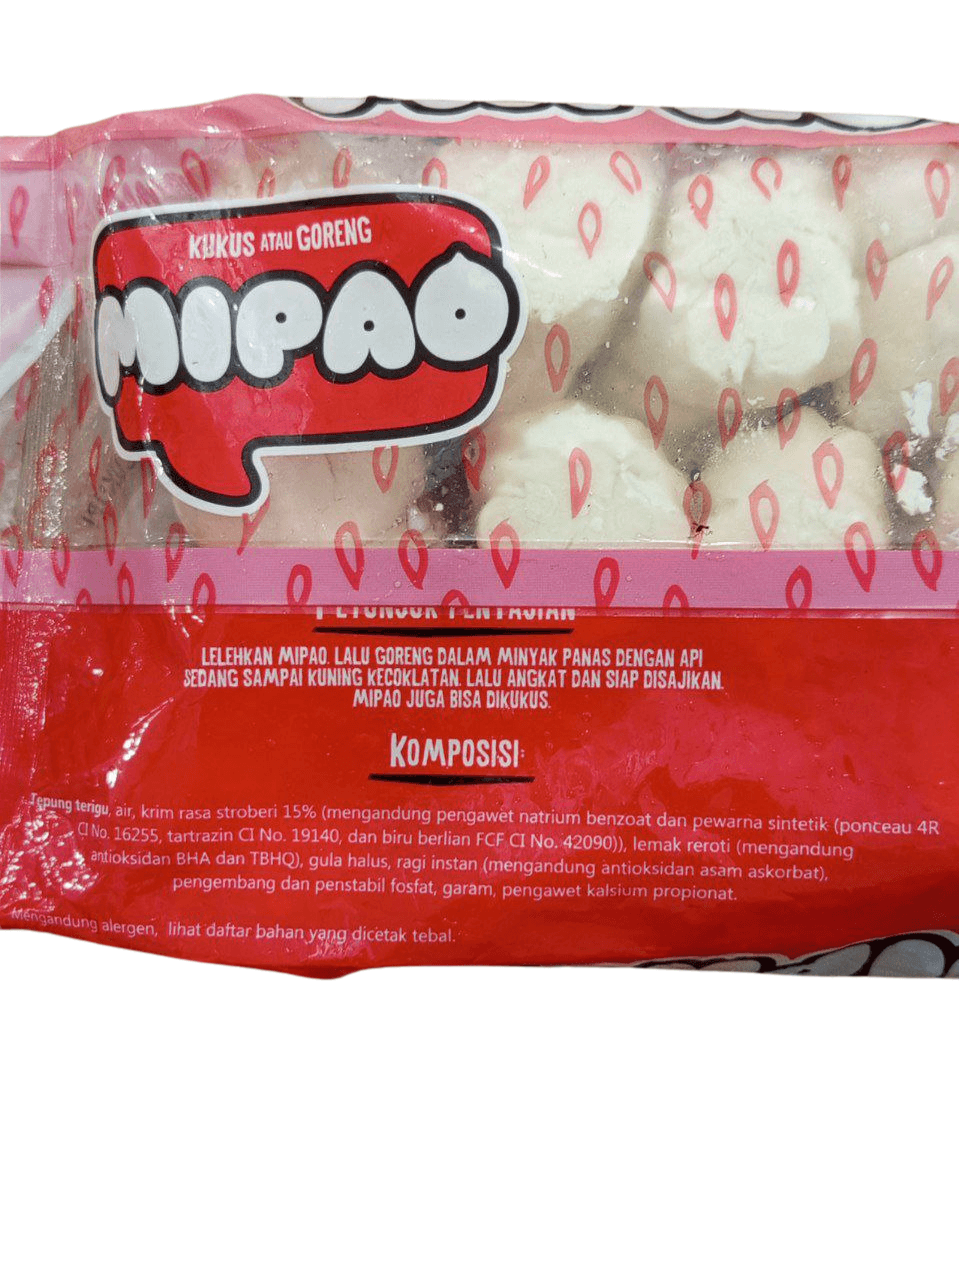 KUKUS ATAU GORENG
MIPAO
PETUNJUK PENYAJIAN
LELEHKAN MIPAO. LALU GORENG DALAM MINYAK PANAS DENGAN API
SEDANG SAMPAI KUNING KECOKLATAN. LALU ANGKAT DAN SIAP DISAJIKAN.
MIPAO JUGA BISA DIKUKUS.
KOMPOSISI:
Tepung terigu, air, krim rasa stroberi 15% (mengandung pengawet natrium benzoat dan pewarna sintetik (ponceau 4R
CI No. 16255, tartrazin CI No. 19140, dan biru berlian FCF CI No. 42090)), lemak reroti (mengandung
antioksidan BHA dan TBHQ), gula halus, ragi instan (mengandung antioksidan asam askorbat),
pengembang dan penstabil fosfat, garam, pengawet kalsium propionat.
Mengandung alergen, lihat daftar bahan yang dicetak tebal.